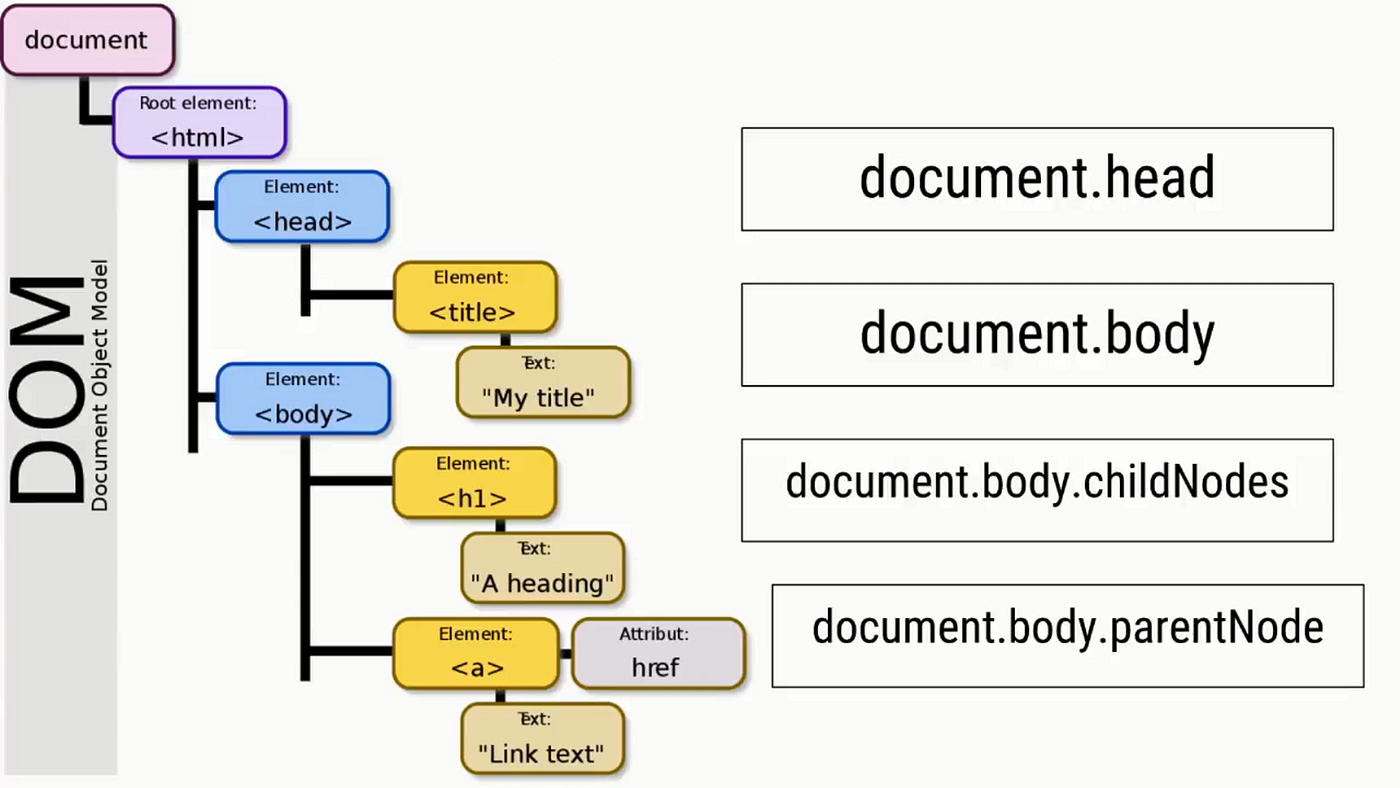 document
Root element:
<html>
Element:
<head>
Element:
<title>
Text:
"My title"
Element:
<body>
Element:
<h1>
Text:
"A heading"
Element:
<a>
Attribut:
href
Text:
"Link text"
DOM
Document Object Model
document.head
document.body
document.body.childNodes
document.body.parentNode